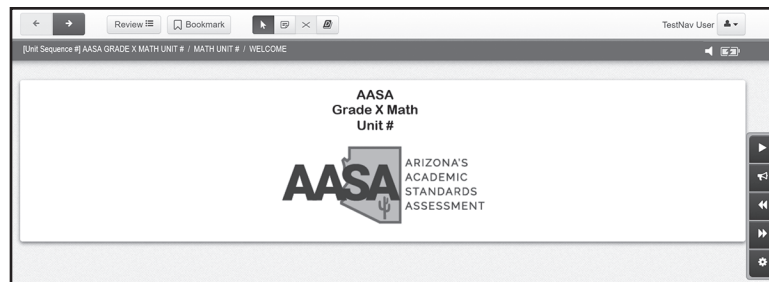 Review Bookmark TestNav User
[Unit Sequence #] AASA GRADE X MATH UNIT # / MATH UNIT # / WELCOME
AASA
Grade X Math
Unit #
AASA
ARIZONA'S
ACADEMIC
STANDARDS
ASSESSMENT